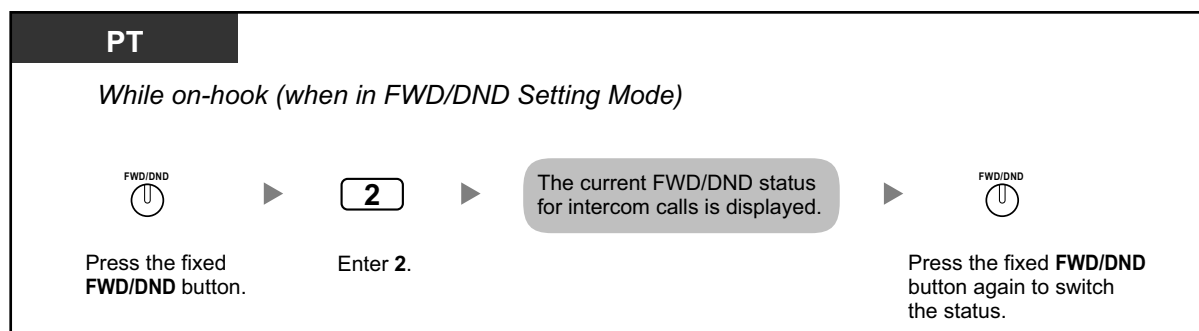 PT
While on-hook (when in FWD/DND Setting Mode)
FWD/DND
2
The current FWD/DND status
for intercom calls is displayed.
FWD/DND
Press the fixed
FWD/DND button.
Enter 2.
Press the fixed FWD/DND
button again to switch
the status.